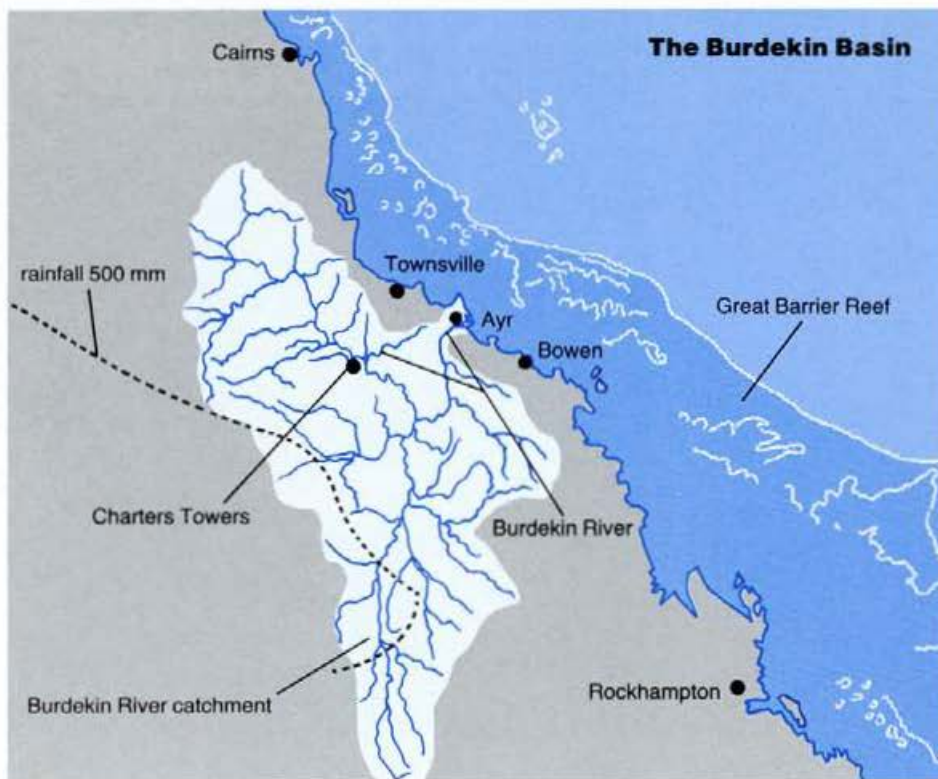 The Burdekin Basin
Cairns
rainfall 500 mm
Townsville
Great Barrier Reef
Ayr
Bowen
Charters Towers
Burdekin River
Rockhampton
Burdekin River catchment